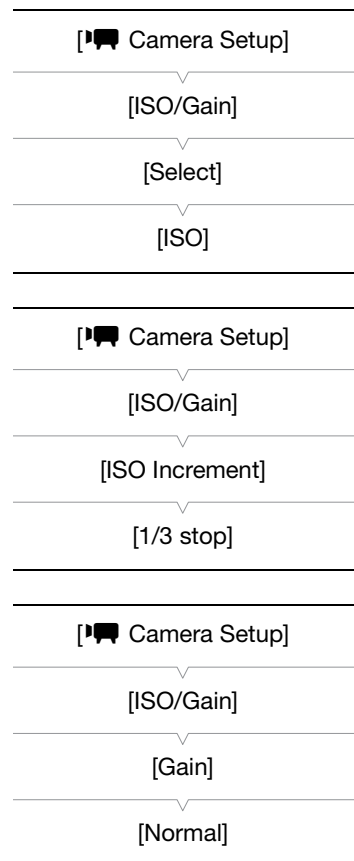 [ Camera Setup]
[ISO/Gain]
[Select]
[ISO]
[ Camera Setup]
[ISO/Gain]
[ISO Increment]
[1/3 stop]
[ Camera Setup]
[ISO/Gain]
[Gain]
[Normal]